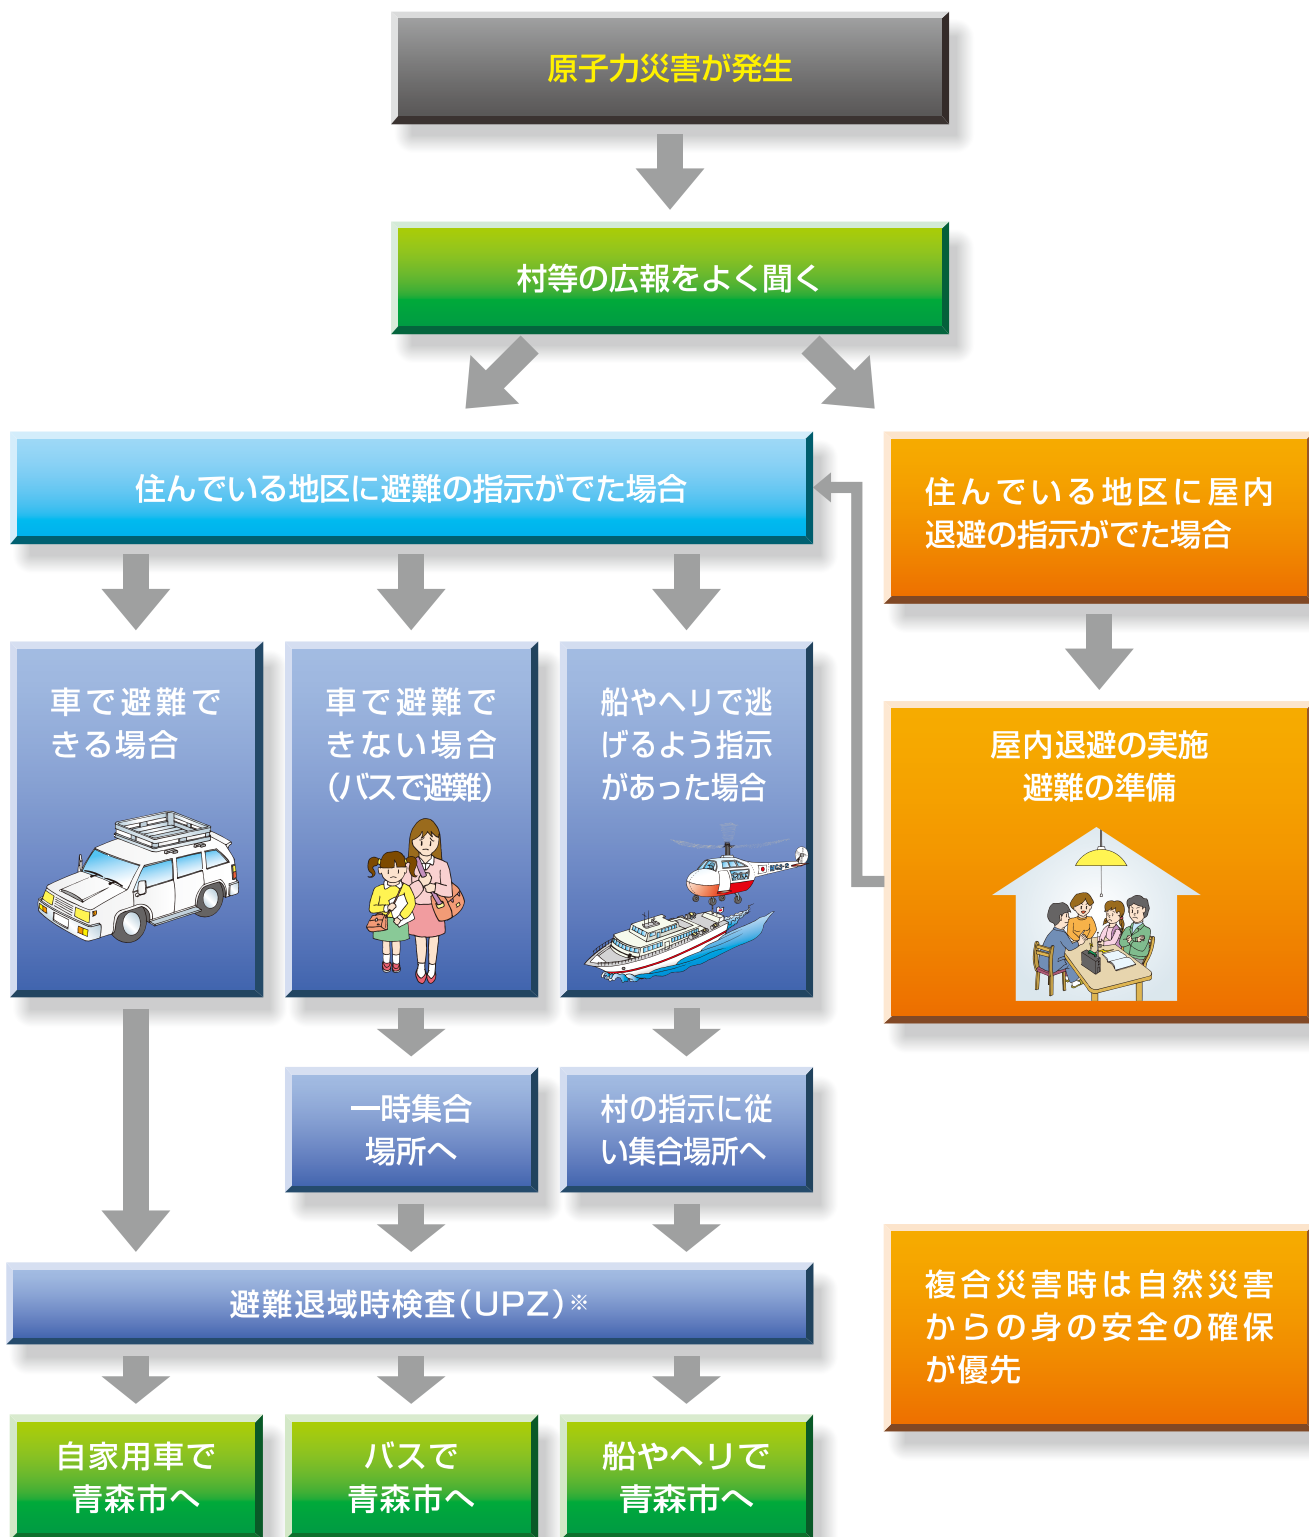 原子力災害が発生
村等の広報をよく聞く
住んでいる地区に避難の指示がでた場合
住んでいる地区に屋内
退避の指示がでた場合
車で避難で
きる場合
車で避難で
きない場合
(バスで避難)
船やヘリで逃
げるよう指示
があった場合
屋内退避の実施
避難の準備
一時集合
場所へ
村の指示に従
い集合場所へ
避難退域時検査(UPZ)※
複合災害時は自然災害
からの身の安全の確保
が優先
自家用車で
青森市へ
バスで
青森市へ
船やヘリで
青森市へ